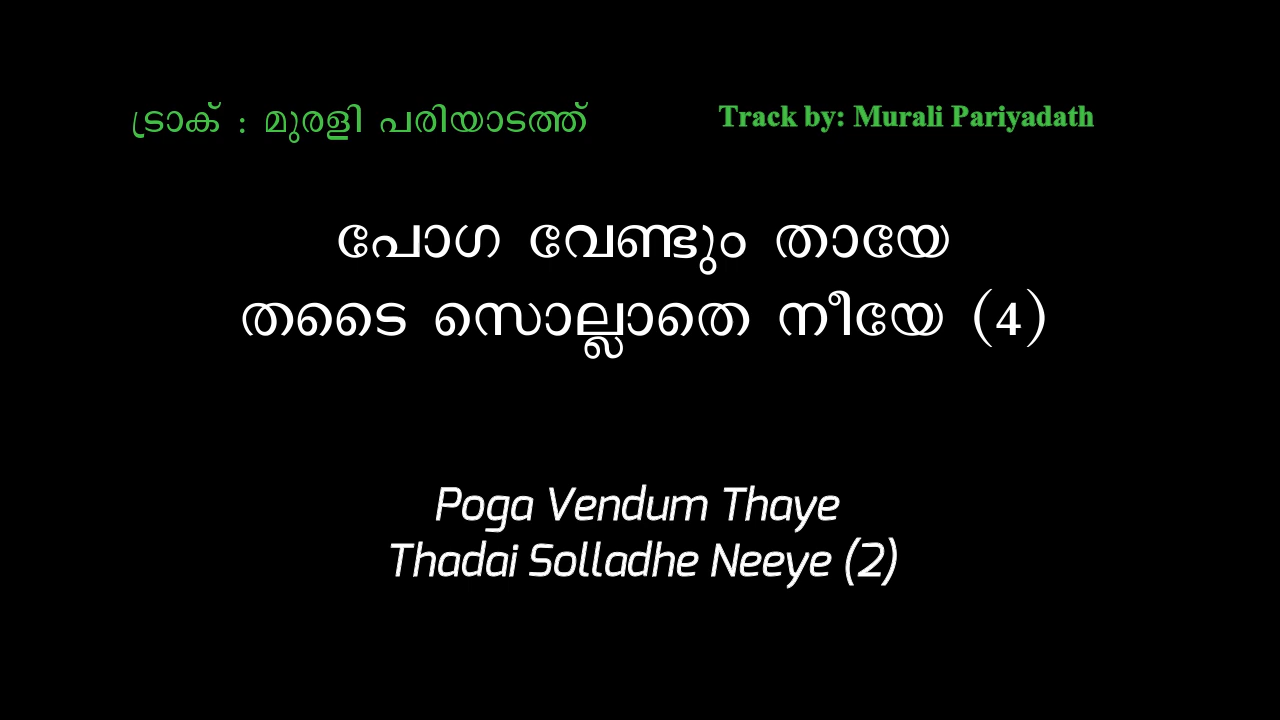 ട്രാക് : മുരളി പരിയാടത്ത്
Track by: Murali Pariyadath
പോഗ വേണ്ടും തായേ
തടൈ സൊല്ലാതെ നീയേ (4)
Poga Vendum Thaye
Thadai Solladhe Neeye (2)